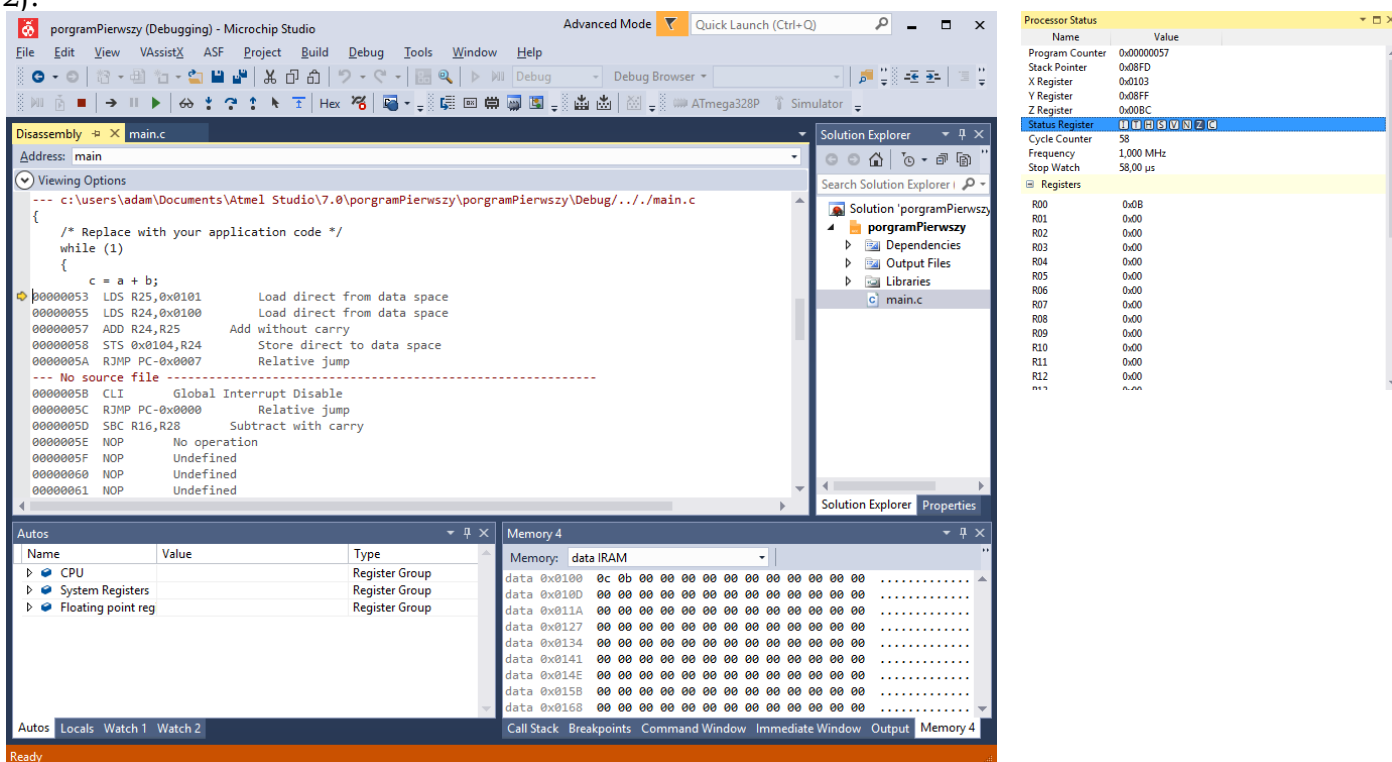 2).
porgramPierwszy (Debugging) - Microchip Studio
Advanced Mode
Quick Launch (Ctrl+Q)
File Edit View VAssistX ASF Project Build Debug Tools Window Help
Debug
Debug Browser
Hex
ATmega328P
Simulator
Disassembly
main.c
Address: main
Viewing Options
--- c:\users\adam\Documents\Atmel Studio\7.0\porgramPierwszy\porgramPierwszy\Debug/.././main.c
{
/* Replace with your application code */
while (1)
{
c = a + b;
00000053 LDS R25,0x0101 Load direct from data space
00000055 LDS R24,0x0100 Load direct from data space
00000057 ADD R24,R25 Add without carry
00000058 STS 0x0104,R24 Store direct to data space
0000005A RJMP PC-0x0007 Relative jump
--- No source file -------------------------------------------------------------
0000005B CLI Global Interrupt Disable
0000005C RJMP PC-0x0000 Relative jump
0000005D SBC R16,R28 Subtract with carry
0000005E NOP No operation
0000005F NOP Undefined
00000060 NOP Undefined
00000061 NOP Undefined
Solution Explorer
Search Solution Explorer (
Solution 'porgramPierwszy
porgramPierwszy
Dependencies
Output Files
Libraries
main.c
Solution Explorer Properties
Autos
Name Value Type
CPU Register Group
System Registers Register Group
Floating point reg Register Group
Autos Locals Watch 1 Watch 2
Memory 4
Memory: data IRAM
data 0x0100 0c 0b 00 00 00 00 00 00 00 00 00 00 00 .............
data 0x010D 00 00 00 00 00 00 00 00 00 00 00 00 00 .............
data 0x011A 00 00 00 00 00 00 00 00 00 00 00 00 00 .............
data 0x0127 00 00 00 00 00 00 00 00 00 00 00 00 00 .............
data 0x0134 00 00 00 00 00 00 00 00 00 00 00 00 00 .............
data 0x0141 00 00 00 00 00 00 00 00 00 00 00 00 00 .............
data 0x014E 00 00 00 00 00 00 00 00 00 00 00 00 00 .............
data 0x015B 00 00 00 00 00 00 00 00 00 00 00 00 00 .............
data 0x0168 00 00 00 00 00 00 00 00 00 00 00 00 00 .............
Call Stack Breakpoints Command Window Immediate Window Output Memory 4
Ready
Processor Status
Name Value
Program Counter 0x00000057
Stack Pointer 0x08FD
X Register 0x0103
Y Register 0x08FF
Z Register 0x00BC
Status Register I T H S V N Z C
Cycle Counter 58
Frequency 1,000 MHz
Stop Watch 58,00 µs
Registers
R00 0x0B
R01 0x00
R02 0x00
R03 0x00
R04 0x00
R05 0x00
R06 0x00
R07 0x00
R08 0x00
R09 0x00
R10 0x00
R11 0x00
R12 0x00